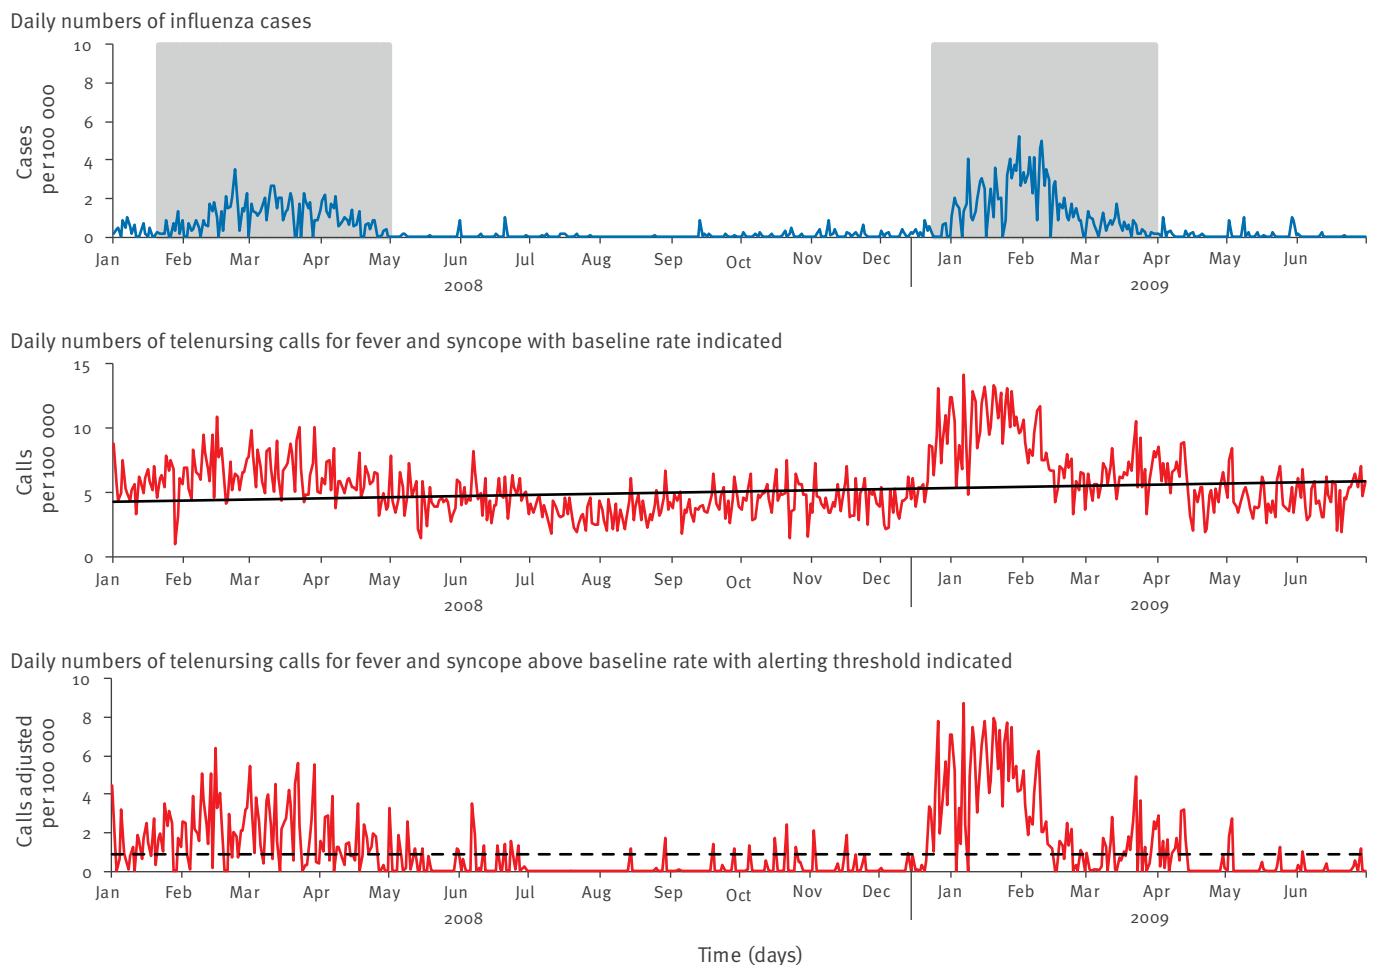 Daily numbers of influenza cases
Cases
per100 000
10
8
6
4
2
0
Jan Feb Mar Apr May Jun Jul Aug Sep Oct Nov Dec Jan Feb Mar Apr May Jun
2008 2009
Daily numbers of telenursing calls for fever and syncope with baseline rate indicated
Calls
per 100 000
15
10
5
0
Jan Feb Mar Apr May Jun Jul Aug Sep Oct Nov Dec Jan Feb Mar Apr May Jun
2008 2009
Daily numbers of telenursing calls for fever and syncope above baseline rate with alerting threshold indicated
Calls adjusted
per 100 000
10
8
6
4
2
0
Jan Feb Mar Apr May Jun Jul Aug Sep Oct Nov Dec Jan Feb Mar Apr May Jun
2008 2009
Time (days)